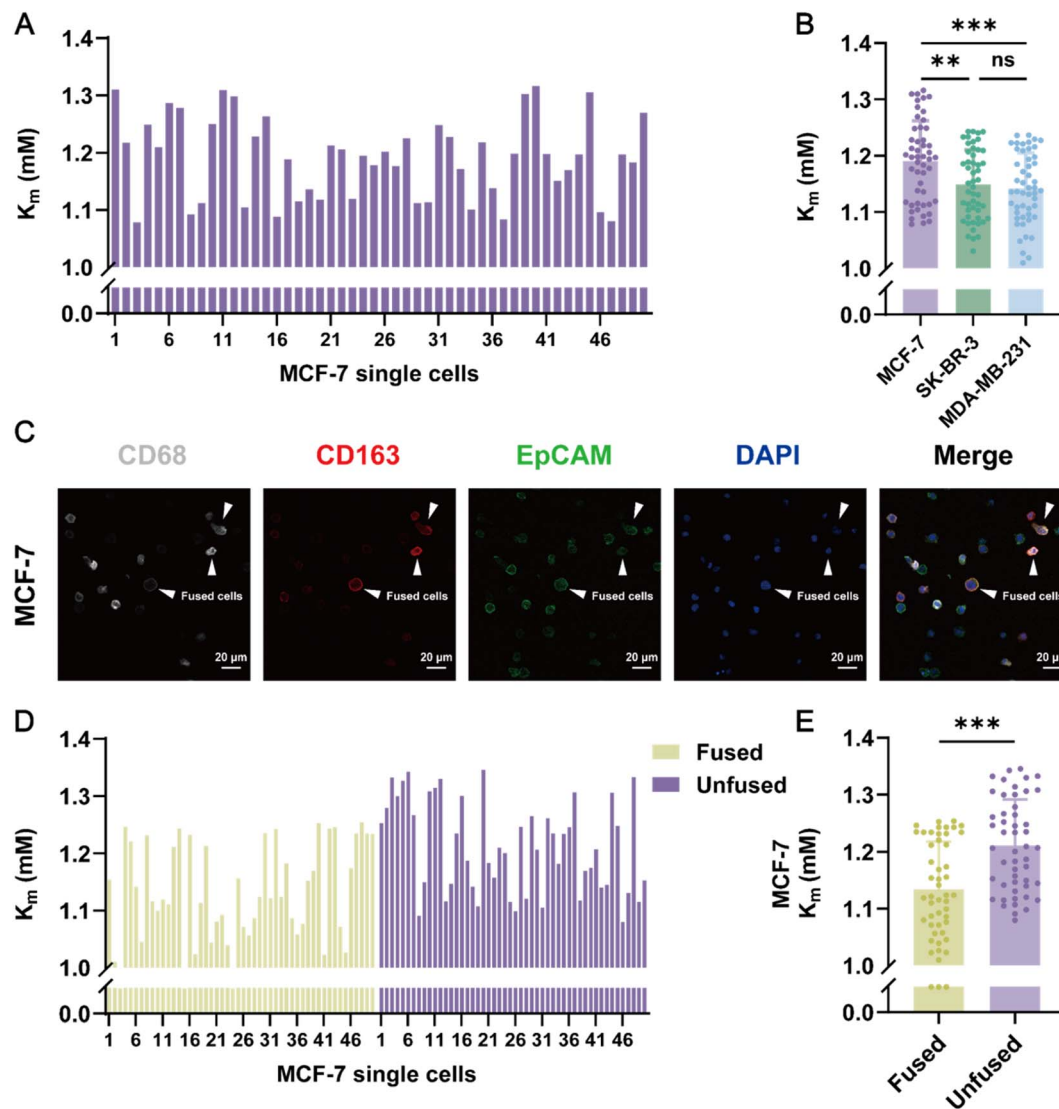 A
1.4
1.3
1.2
1.1
1.0
0.0
Km (mM)
1 6 11 16 21 26 31 36 41 46
MCF-7 single cells
B
***
** ns
1.4
1.3
1.2
1.1
1.0
0.0
Km (mM)
MCF-7 SK-BR-3 MDA-MB-231
C
CD68 CD163 EpCAM DAPI Merge
MCF-7
Fused cells Fused cells Fused cells Fused cells Fused cells
20 µm 20 µm 20 µm 20 µm 20 µm
D
1.4
1.3
1.2
1.1
1.0
0.0
Km (mM)
Fused
Unfused
1 6 11 16 21 26 31 36 41 46 1 6 11 16 21 26 31 36 41 46
MCF-7 single cells
E
***
1.4
1.3
1.2
1.1
1.0
0.0
MCF-7
Km (mM)
Fused Unfused